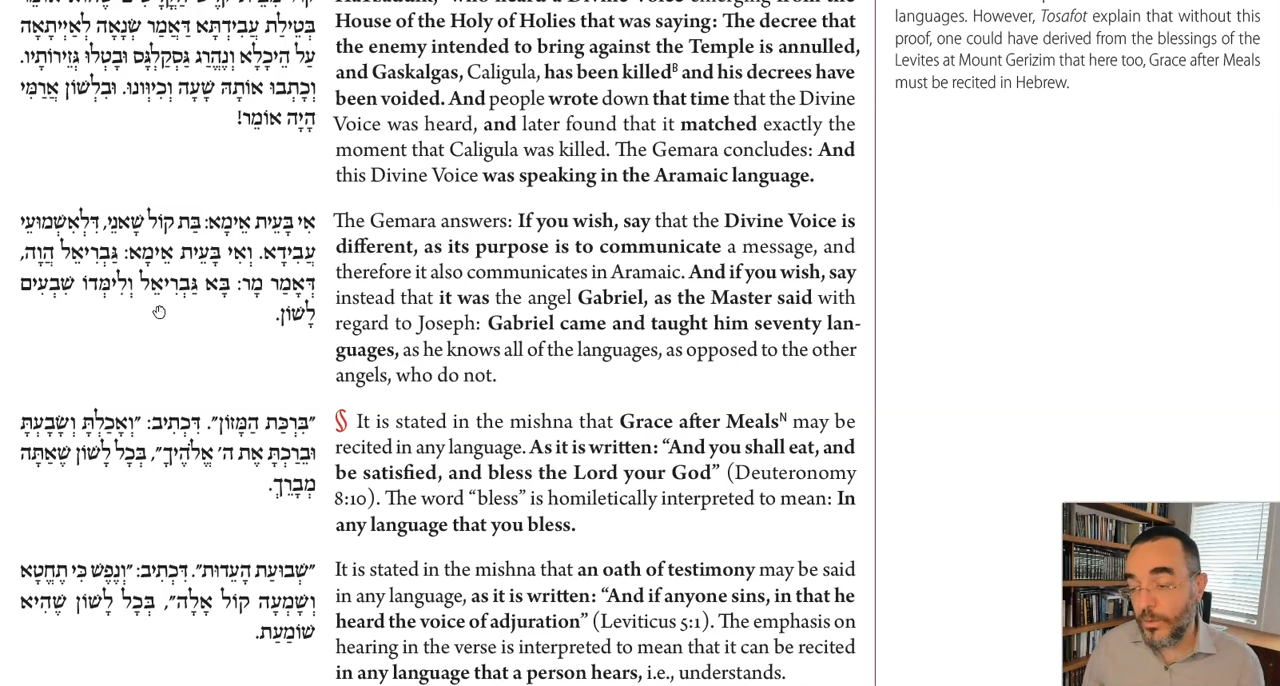 בְּטֵילַת עֲבִידְתָּא דַּאֲמַר שָׂנְאָה לְאַיְיתָאָה
עַל הֵיכָלָא וְנֶהֱרַג גַּסְקַלְגַּס וּבָטְלוּ גְּזֵירוֹתָיו.
וְכָתְבוּ אוֹתָהּ שָׁעָה וְכִיוְּונוּ. וּבִלְשׁוֹן אֲרַמִּי
הָיָה אוֹמֵר!
אִי בָּעֵית אֵימָא: בַּת קוֹל שָׁאנֵי, דִּלְאַשְׁמוֹעֵי
עֲבִידָא. וְאִי בָּעֵית אֵימָא: גַּבְרִיאֵל הֲוָה,
דְּאָמַר מָר: בָּא גַּבְרִיאֵל וְלִימְּדוֹ שִׁבְעִים
לָשׁוֹן.
״בִּרְכַּת הַמָּזוֹן״. דִּכְתִיב: ״וְאָכַלְתָּ וְשָׂבָעְתָּ
וּבֵרַכְתָּ אֶת ה׳ אֱלֹהֶיךָ״, בְּכׇל לָשׁוֹן שֶׁאַתָּה
מְבָרֵךְ.
״שְׁבוּעַת הָעֵדוּת״. דִּכְתִיב: ״וְנֶפֶשׁ כִּי תֶחֱטָא
וְשָׁמְעָה קוֹל אָלָה״, בְּכׇל לָשׁוֹן שֶׁהִיא
שׁוֹמַעַת.
who heard a Divine Voice emerging from the
House of the Holy of Holies that was saying: The decree that
the enemy intended to bring against the Temple is annulled,
and Gaskalgas, Caligula, has been killedᴮ and his decrees have
been voided. And people wrote down that time that the Divine
Voice was heard, and later found that it matched exactly the
moment that Caligula was killed. The Gemara concludes: And
this Divine Voice was speaking in the Aramaic language.
The Gemara answers: If you wish, say that the Divine Voice is
different, as its purpose is to communicate a message, and
therefore it also communicates in Aramaic. And if you wish, say
instead that it was the angel Gabriel, as the Master said with
regard to Joseph: Gabriel came and taught him seventy lan-
guages, as he knows all of the languages, as opposed to the other
angels, who do not.
§ It is stated in the mishna that Grace after Mealsᴺ may be
recited in any language. As it is written: “And you shall eat, and
be satisfied, and bless the Lord your God” (Deuteronomy
8:10). The word “bless” is homiletically interpreted to mean: In
any language that you bless.
It is stated in the mishna that an oath of testimony may be said
in any language, as it is written: “And if anyone sins, in that he
heard the voice of adjuration” (Leviticus 5:1). The emphasis on
hearing in the verse is interpreted to mean that it can be recited
in any language that a person hears, i.e., understands.
languages. However, Tosafot explain that without this
proof, one could have derived from the blessings of the
Levites at Mount Gerizim that here too, Grace after Meals
must be recited in Hebrew.